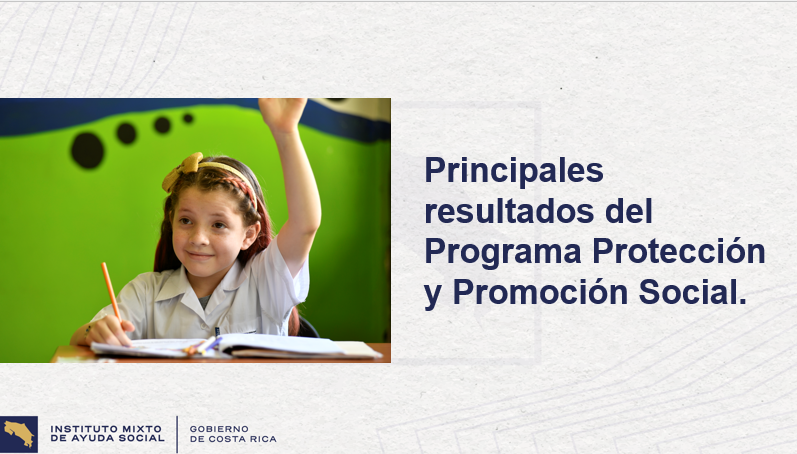 Principales
resultados del
Programa Protección
y Promoción Social.
INSTITUTO MIXTO
DE AYUDA SOCIAL
GOBIERNO
DE COSTA RICA